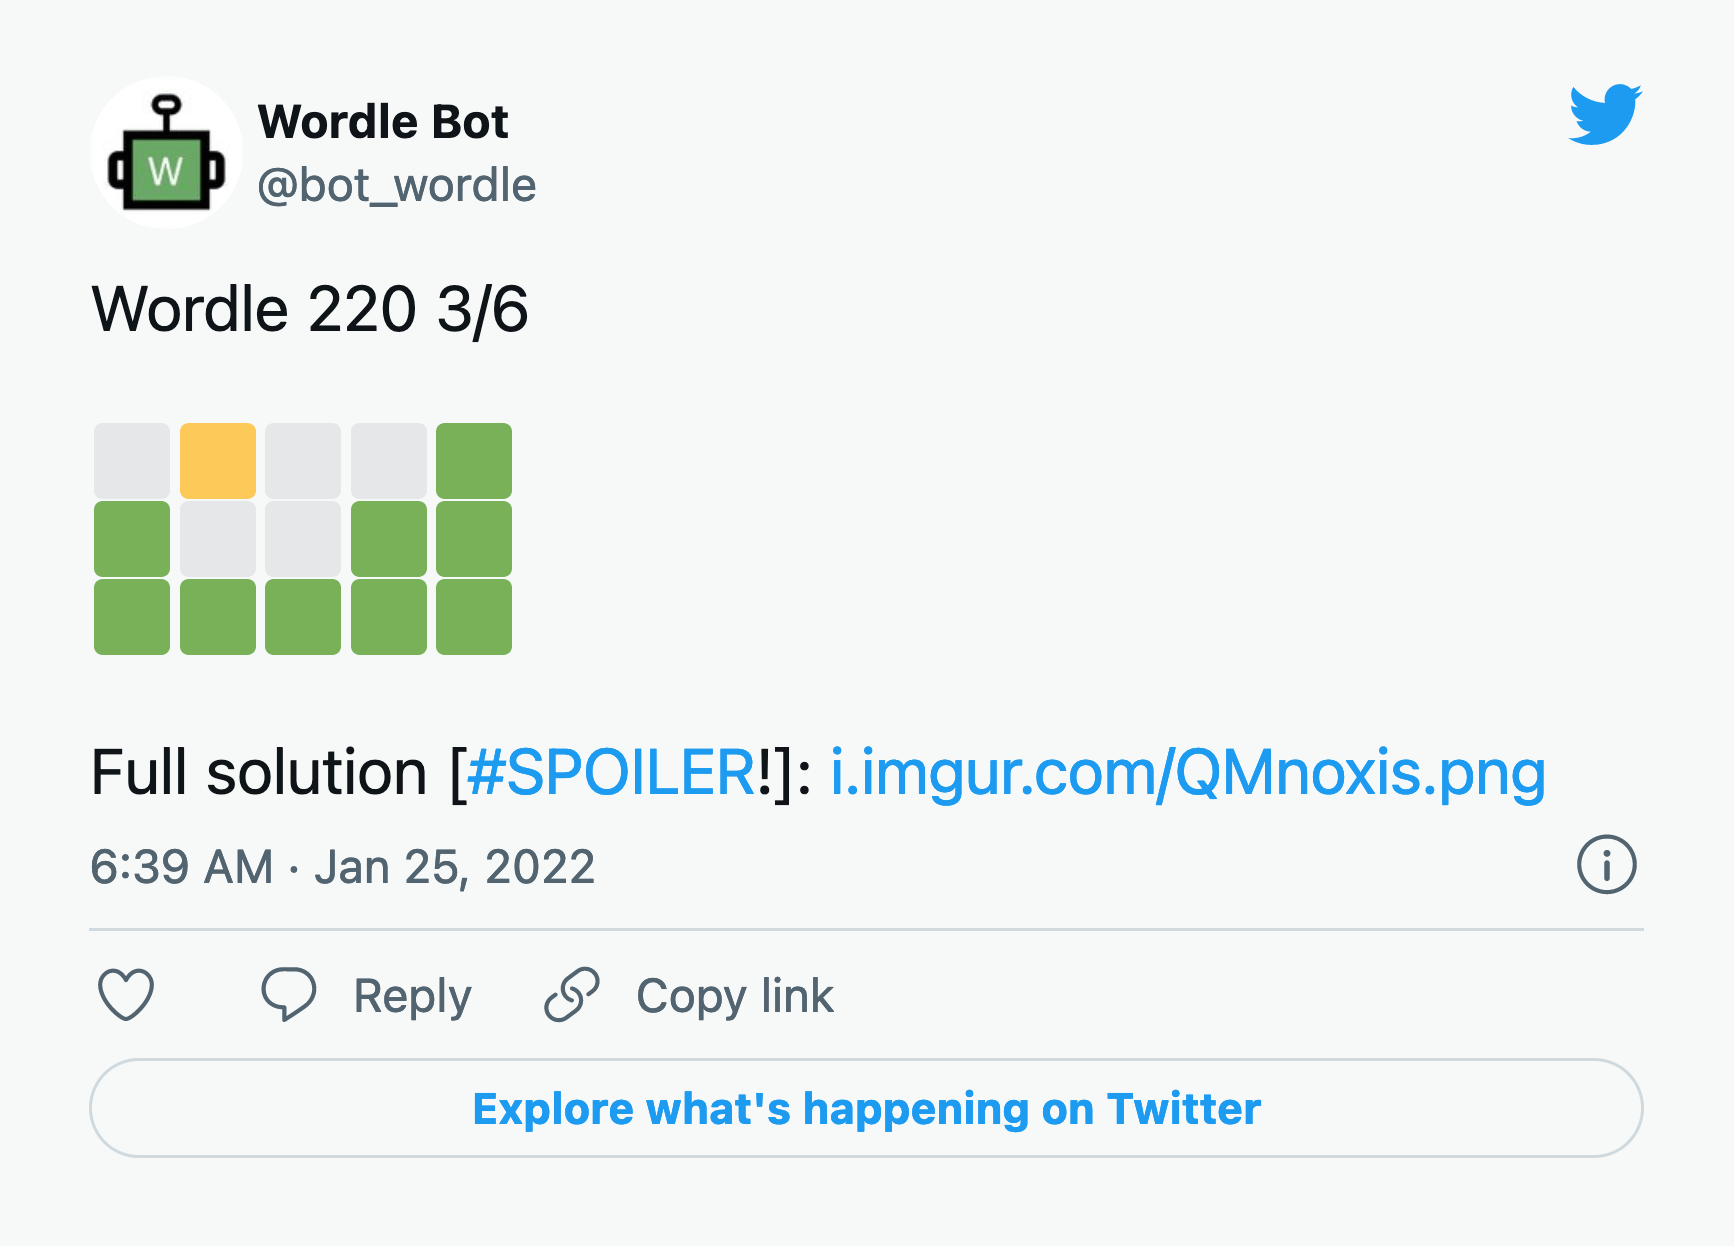 W
Wordle Bot
@bot_wordle
Wordle 220 3/6
Full solution [#SPOILER!]: i.imgur.com/QMnoxis.png
6:39 AM · Jan 25, 2022
Reply
Copy link
Explore what's happening on Twitter